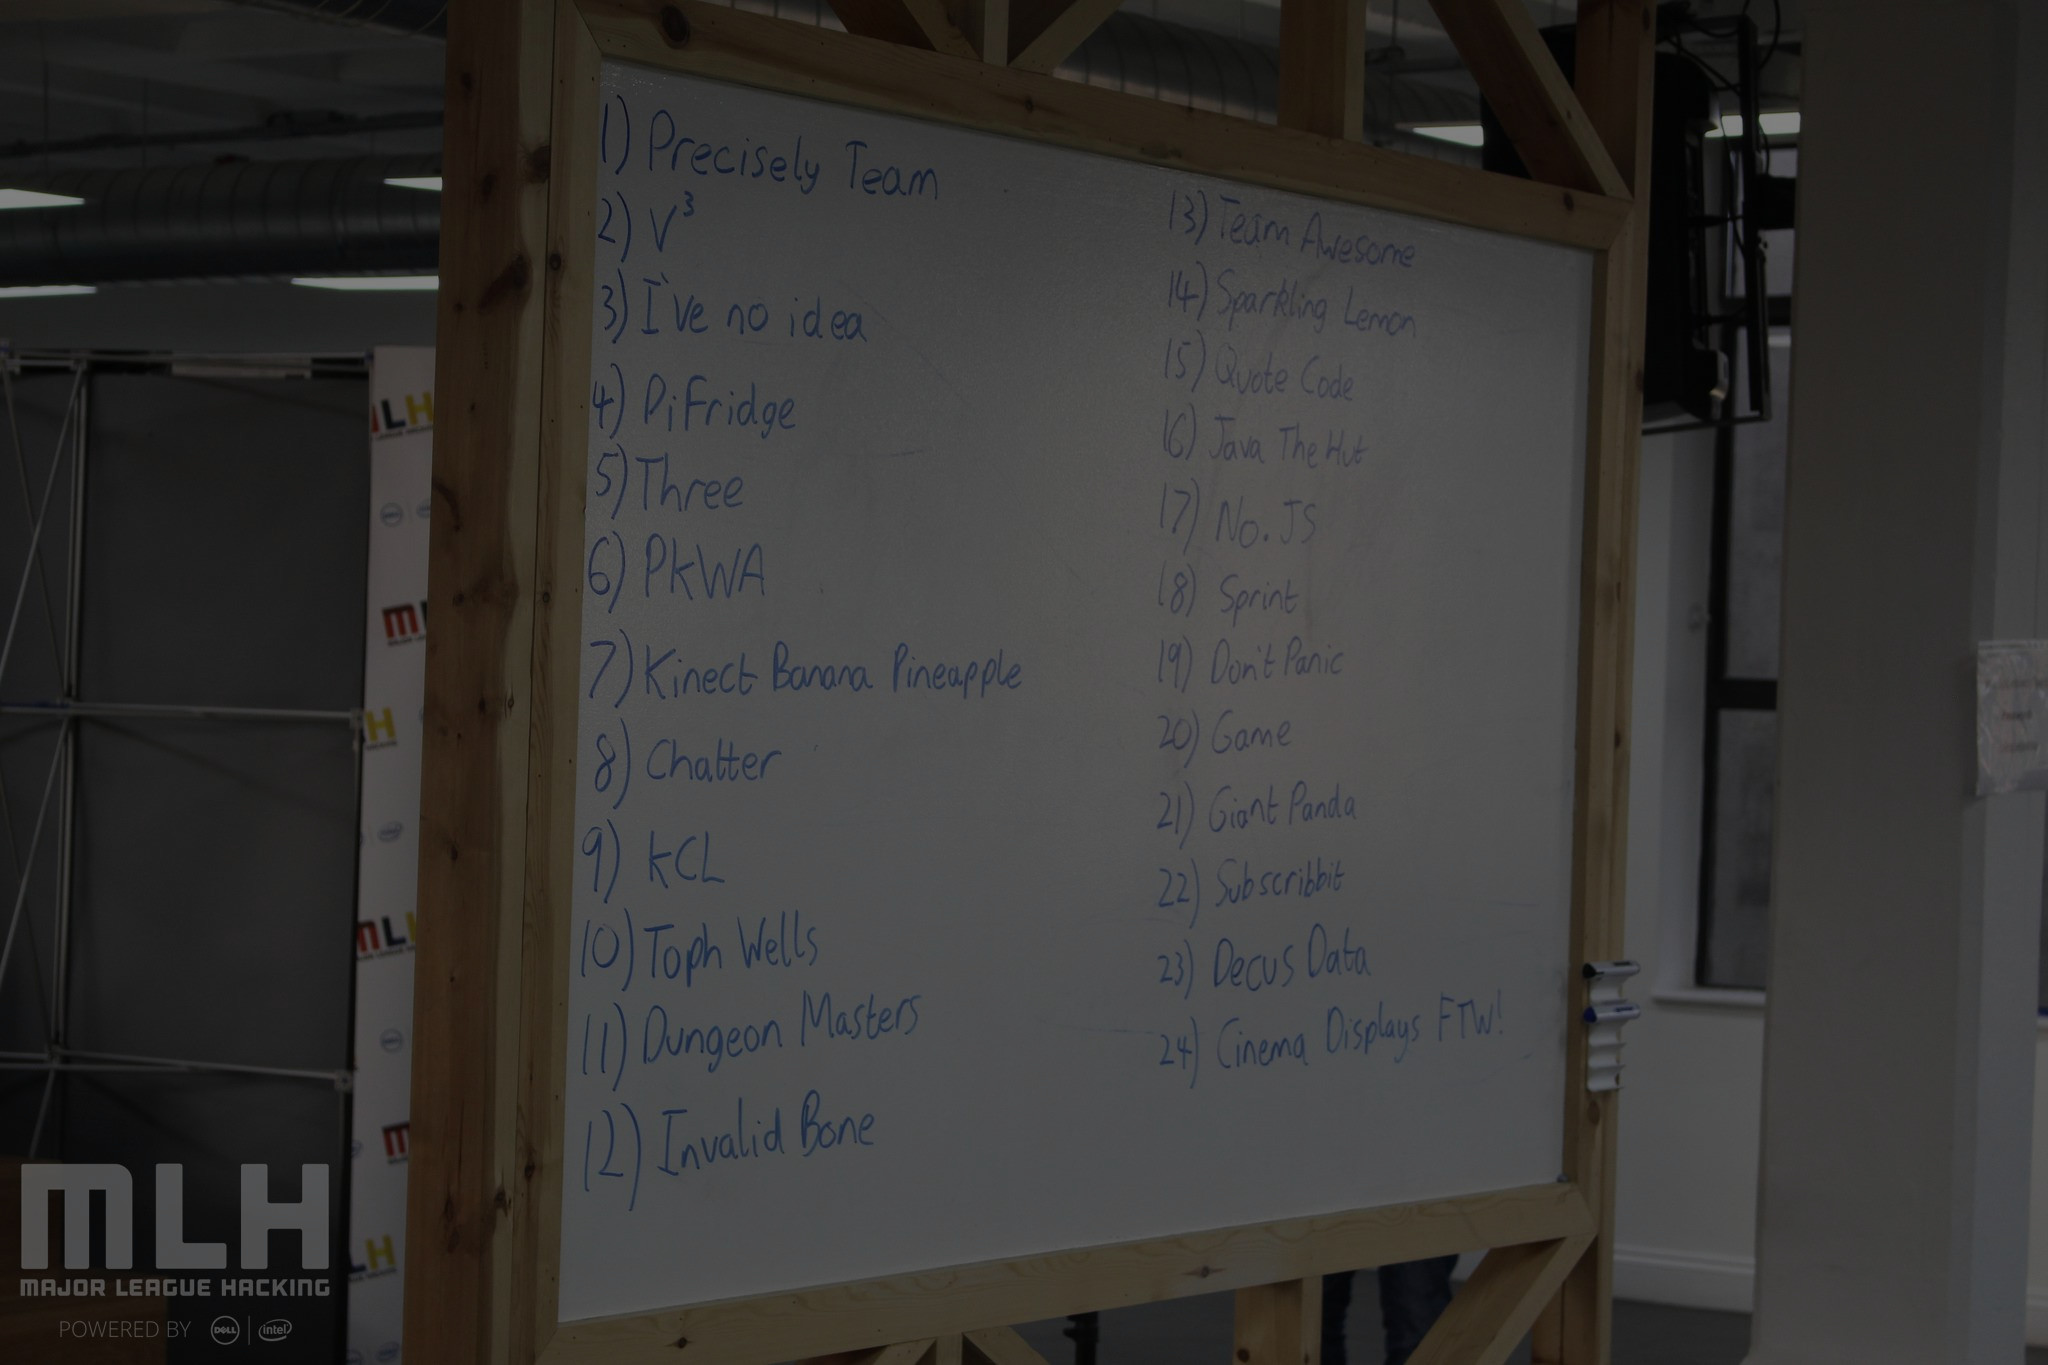 1) Precisely Team
2) V³
3) I've no idea
4) PiFridge
5) Three
6) PKWA
7) Kinect Banana Pineapple
8) Chatter
9) KCL
10) Toph Wells
11) Dungeon Masters
12) Invalid Bone
13) Team Awesome
14) Sparkling Lemon
15) Quote Code
16) Java The Hut
17) No.JS
18) Sprint
19) Don't Panic
20) Game
21) Giant Panda
22) Subscribbit
23) Decus Data
24) Cinema Displays FTW!
MLH
MAJOR LEAGUE HACKING
POWERED BY DELL intel